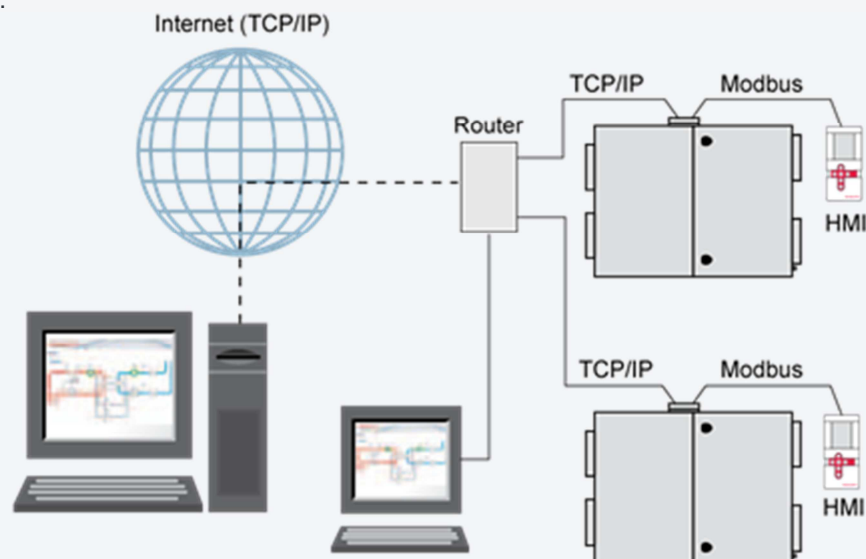 Internet (TCP/IP)
TCP/IP
Modbus
Router
HMI
TCP/IP
Modbus
HMI